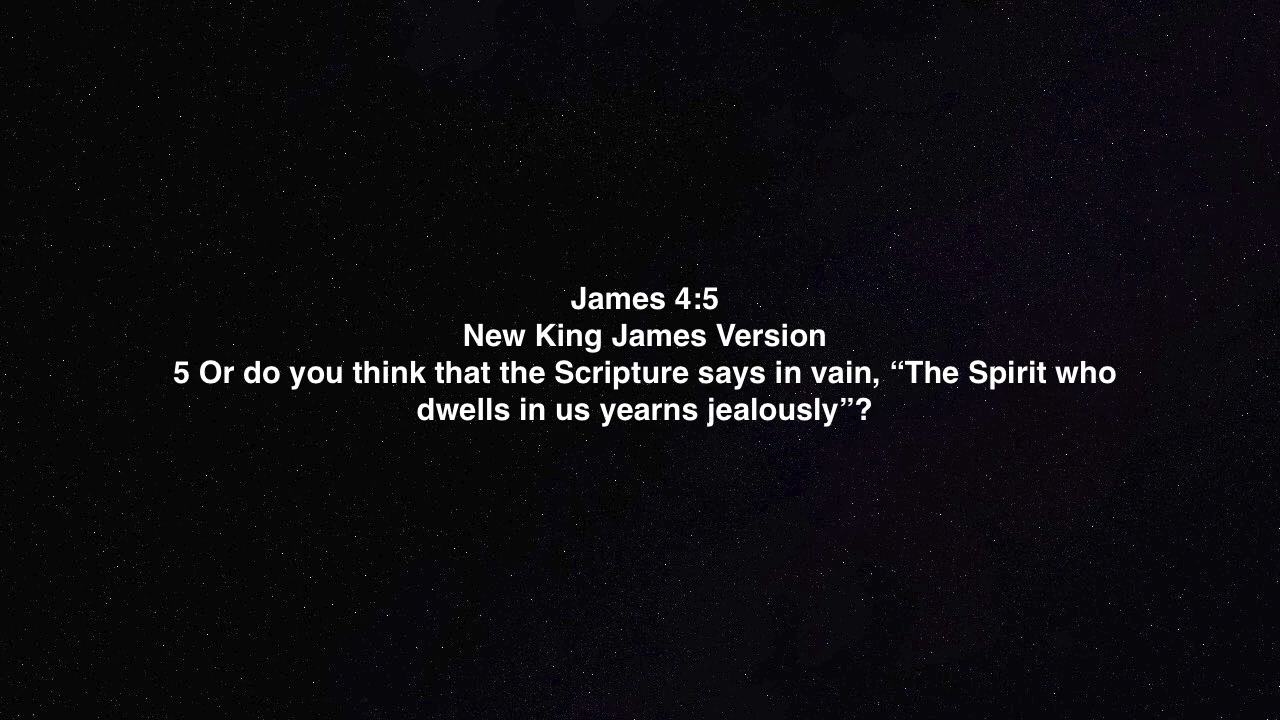 James 4:5
New King James Version
5 Or do you think that the Scripture says in vain, “The Spirit who
dwells in us yearns jealously”?